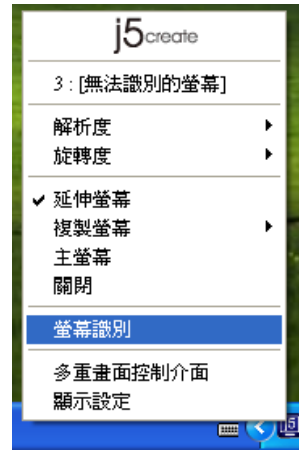 j5create
3 : [無法識別的螢幕]
解析度
旋轉度
延伸螢幕
複製螢幕
主螢幕
關閉
螢幕識別
多重畫面控制介面
顯示設定